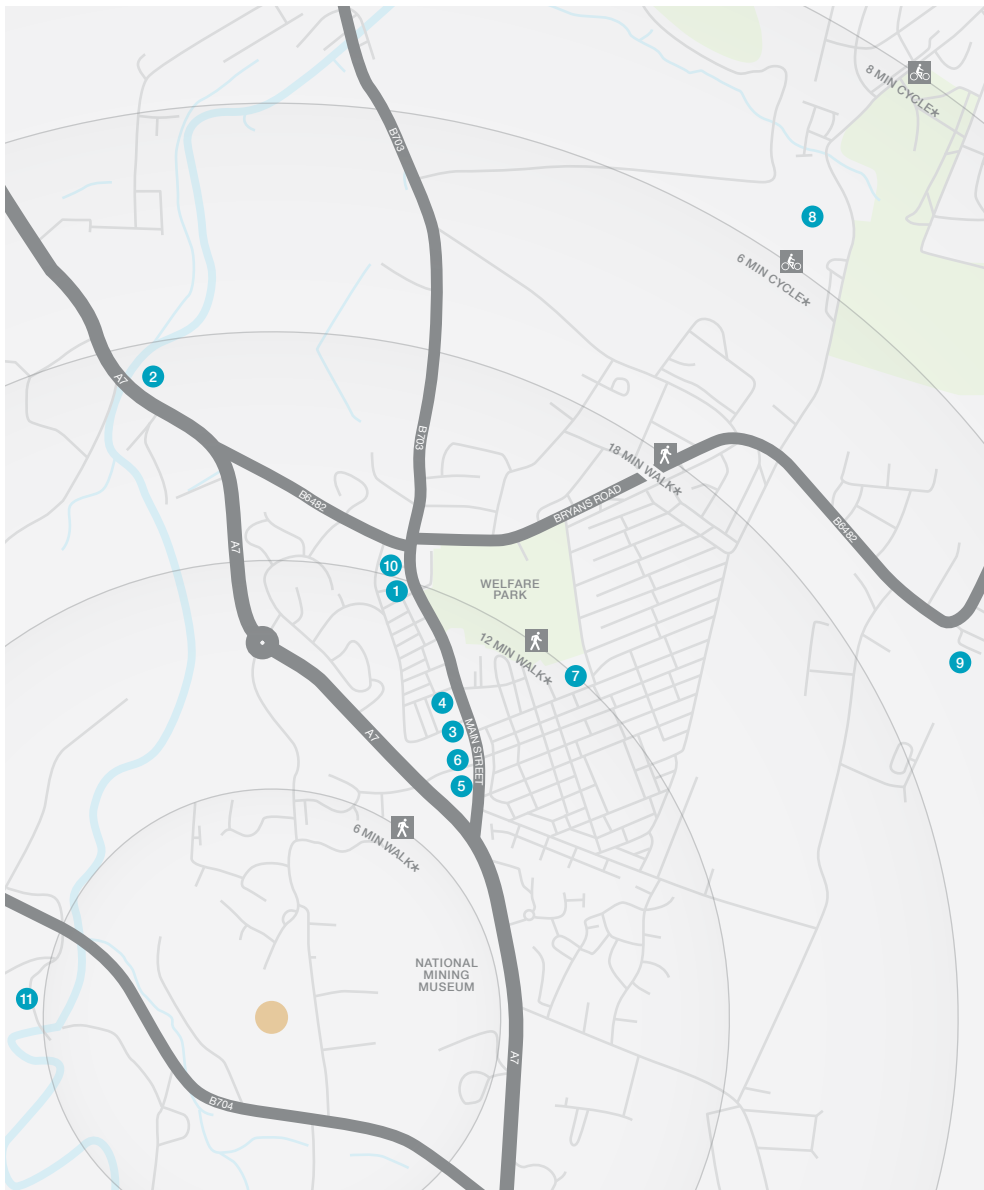 8 MIN CYCLE*
B703
8
6 MIN CYCLE*
2
A7
B703
18 MIN WALK*
B6482
BRYANS ROAD
B6482
A7
10
1
WELFARE
PARK
12 MIN WALK*
7
9
4
3
MAIN STREET
A7
6
5
6 MIN WALK*
NATIONAL
MINING
MUSEUM
11
A7
B704